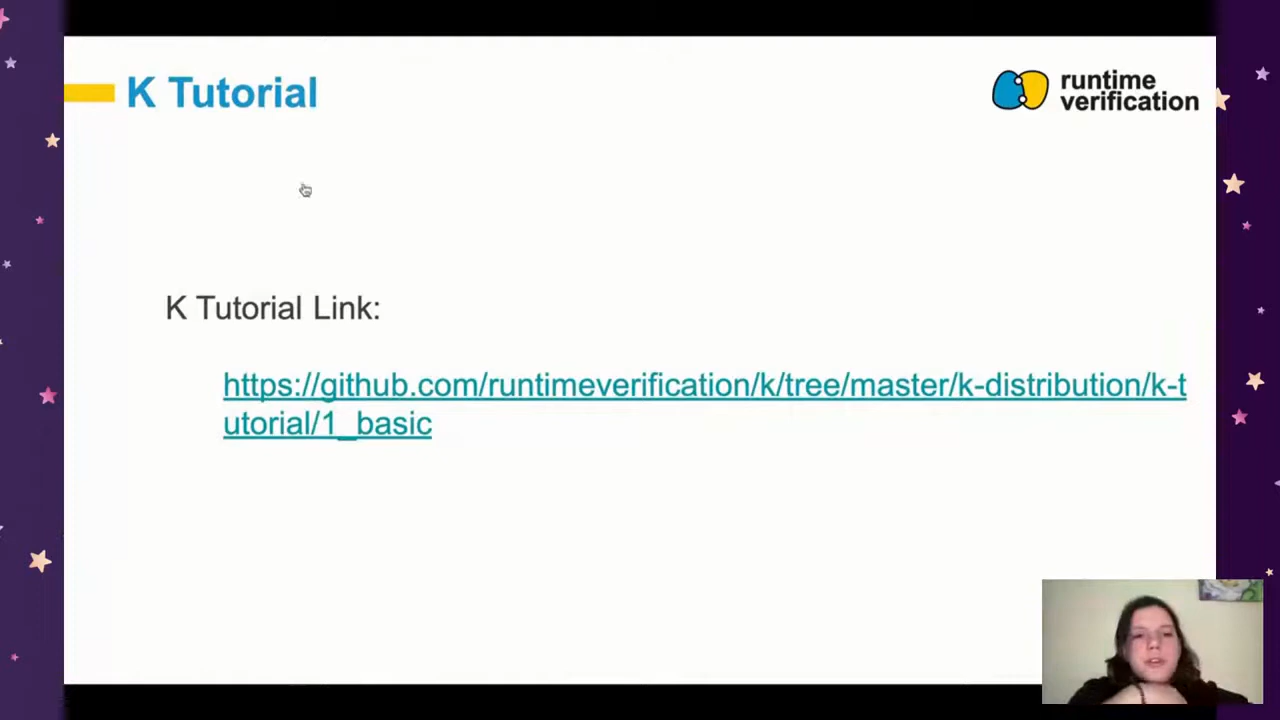 K Tutorial
runtime
verification
K Tutorial Link:
https://github.com/runtimeverification/k/tree/master/k-distribution/k-t
utorial/1_basic